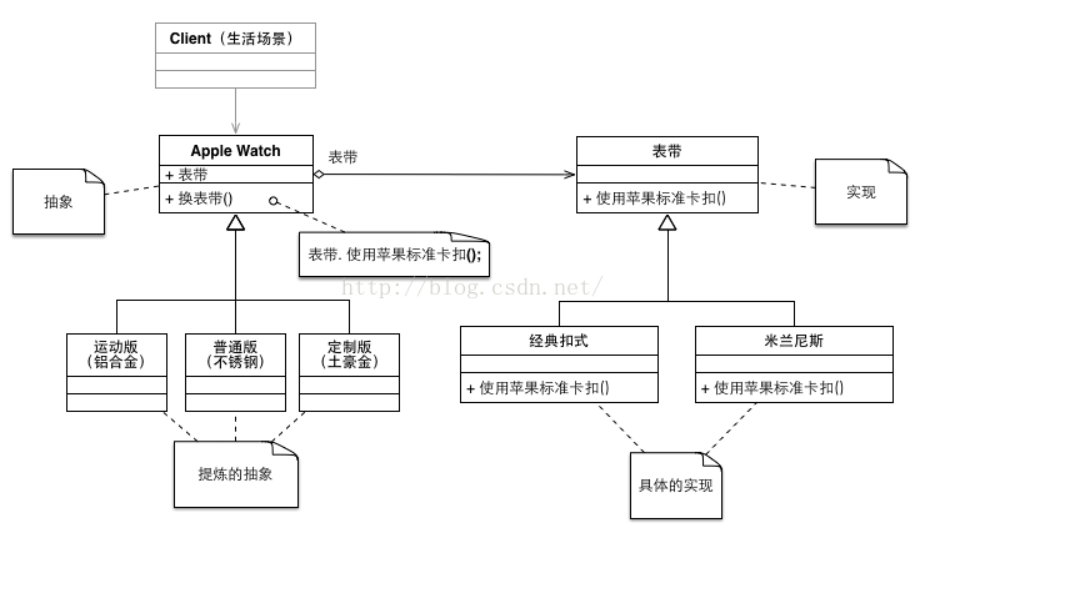 Client（生活场景）
Apple Watch
+ 表带
+ 换表带()
表带
表带
+ 使用苹果标准卡扣()
抽象
实现
表带. 使用苹果标准卡扣();
http://blog.csdn.net/
运动版
（铝合金）
普通版
（不锈钢）
定制版
（土豪金）
经典扣式
+ 使用苹果标准卡扣()
米兰尼斯
+ 使用苹果标准卡扣()
提炼的抽象
具体的实现